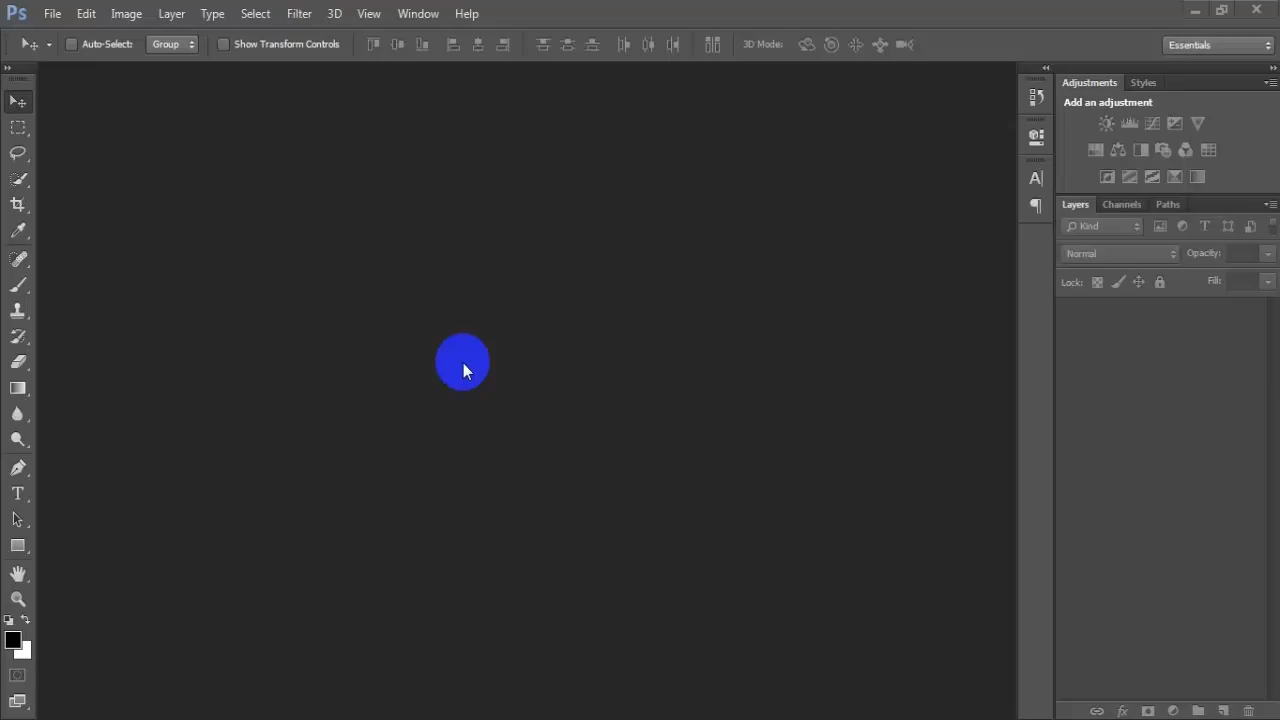 Ps File Edit Image Layer Type Select Filter 3D View Window Help
Auto-Select: Group Show Transform Controls 3D Mode: Essentials
Adjustments Styles
Add an adjustment
Layers Channels Paths
Kind
Normal Opacity:
Lock: Fill: